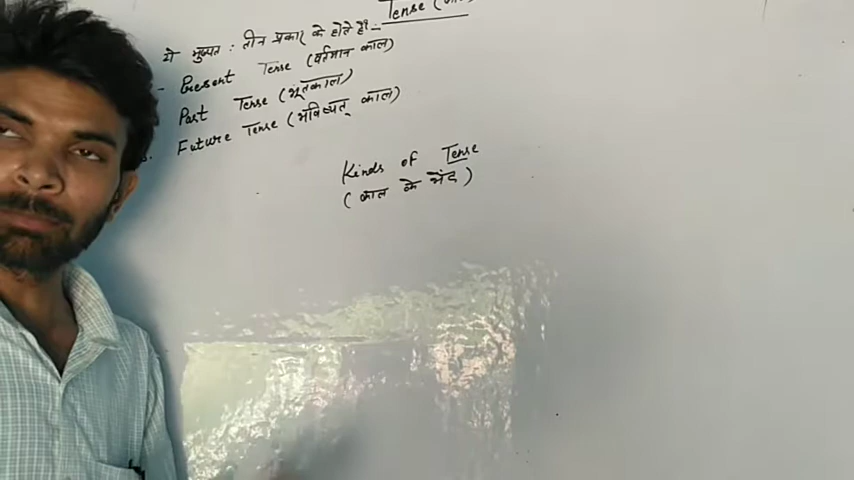 Tense
ये मुख्यत : तीन प्रकार के होते हैं।
Present Tense (वर्तमान काल)
Past Tense (भूतकाल)
Future Tense (भविष्यत् काल)
Kinds of Tense
( काल के भेद )